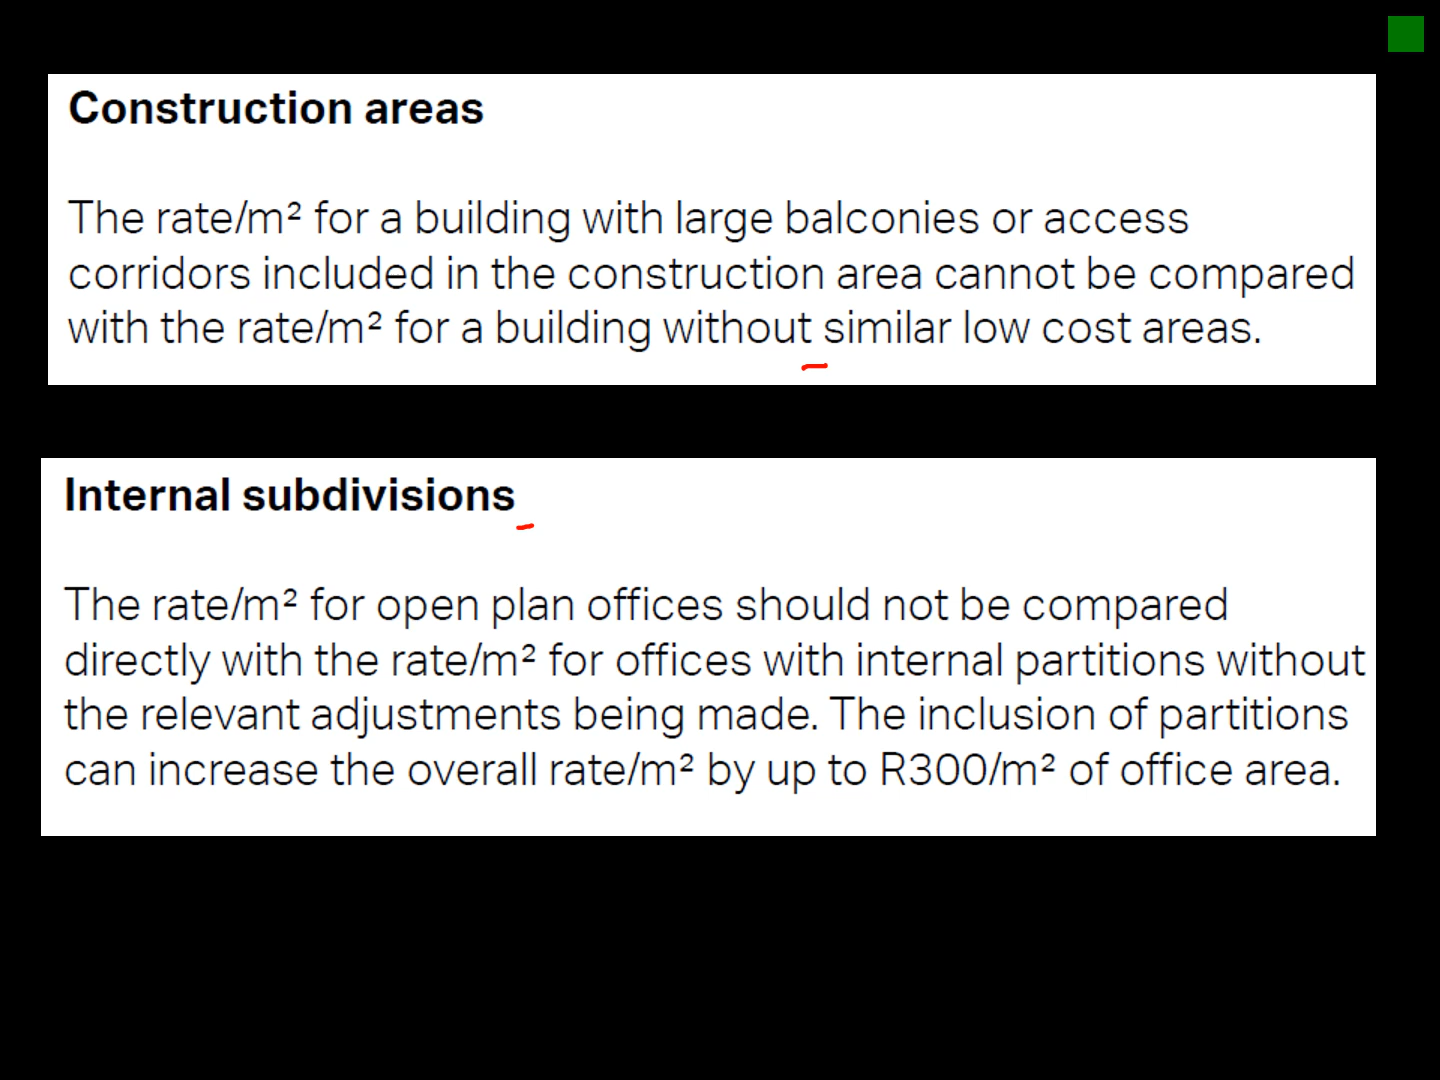 Construction areas
The rate/m² for a building with large balconies or access
corridors included in the construction area cannot be compared
with the rate/m² for a building without similar low cost areas.
Internal subdivisions
The rate/m² for open plan offices should not be compared
directly with the rate/m² for offices with internal partitions without
the relevant adjustments being made. The inclusion of partitions
can increase the overall rate/m² by up to R300/m² of office area.